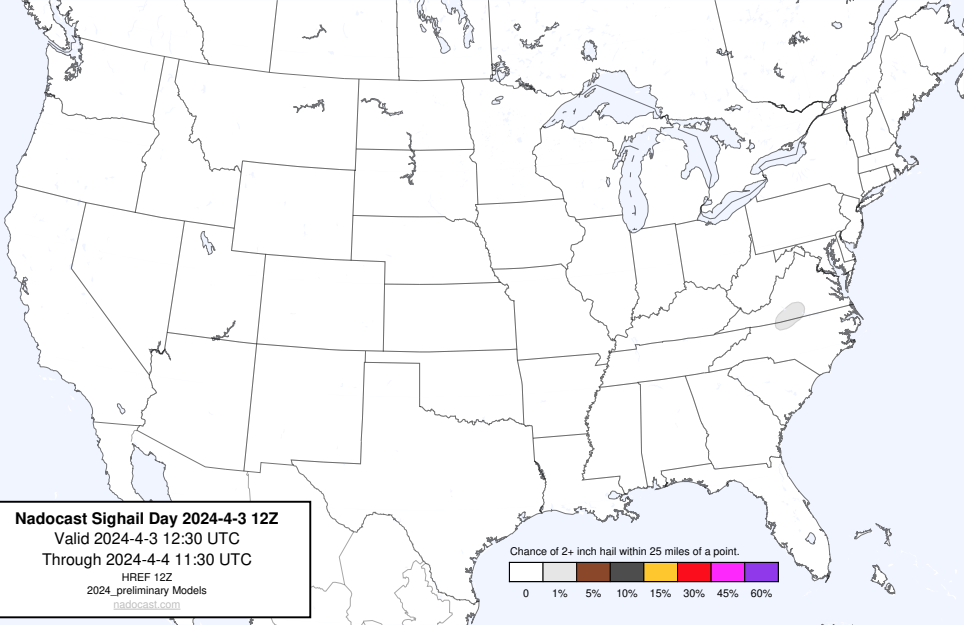 Nadocast Sighail Day 2024-4-3 12Z
Valid 2024-4-3 12:30 UTC
Through 2024-4-4 11:30 UTC
HREF 12Z
2024_preliminary Models
nadocast.com
Chance of 2+ inch hail within 25 miles of a point.
0 1% 5% 10% 15% 30% 45% 60%